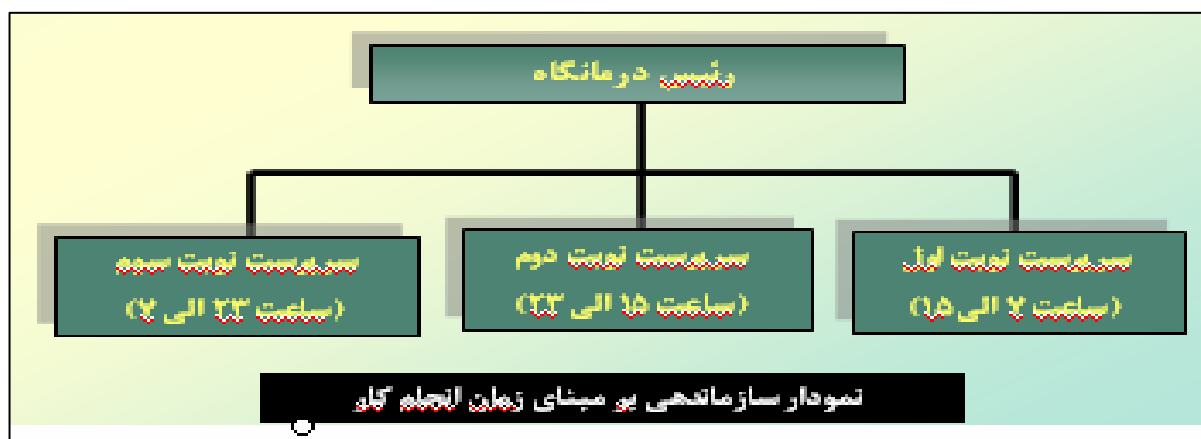 رئیس درمانگاه
سرپرست نوبت اول
(ساعت ۷ الی ۱۵)
سرپرست نوبت دوم
(ساعت ۱۵ الی ۲۳)
سرپرست نوبت سوم
(ساعت ۲۳ الی ۷)
نمودار سازماندهی بر مبنای زمان انجام کار